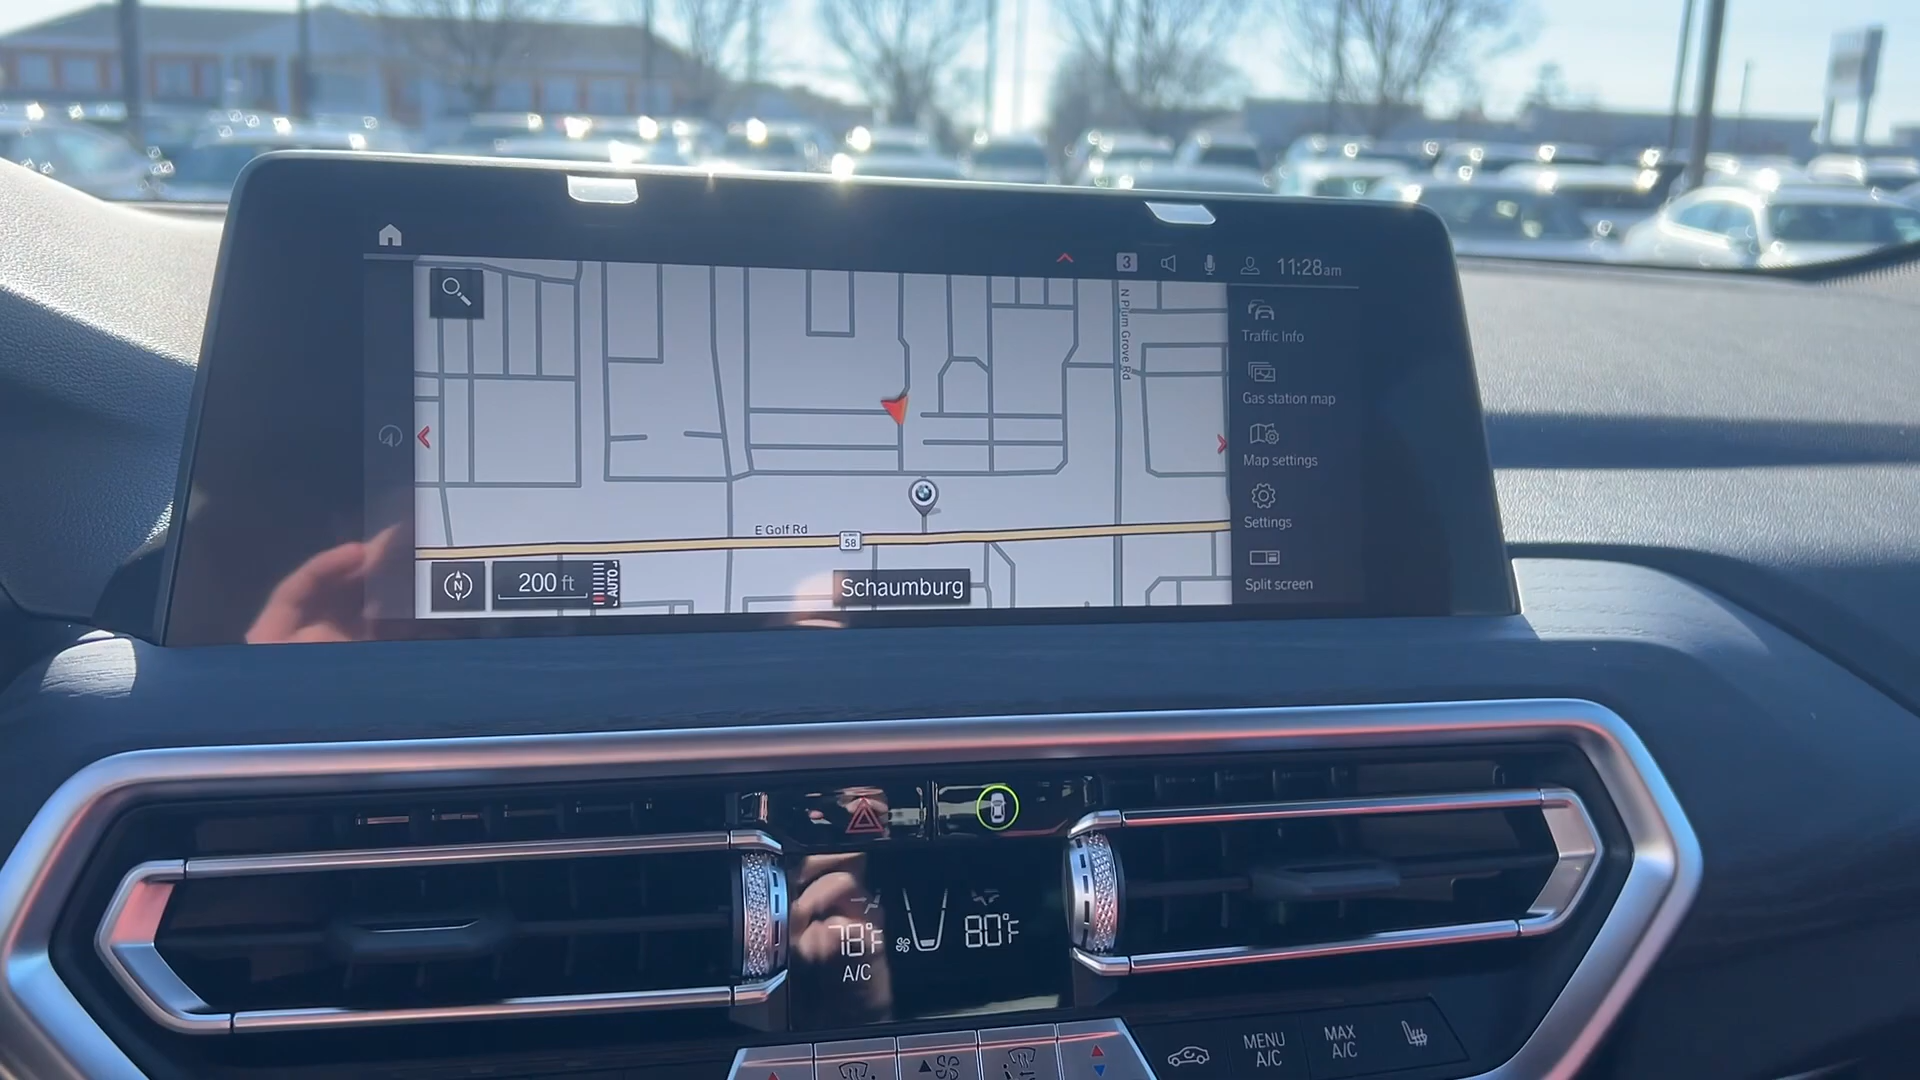 3
11:28am
N Plum Grove Rd
Traffic Info
Gas station map
Map settings
Settings
Split screen
E Golf Rd
58
N
200 ft
AUTO
Schaumburg
78°F
80°F
A/C
MENU
A/C
MAX
A/C